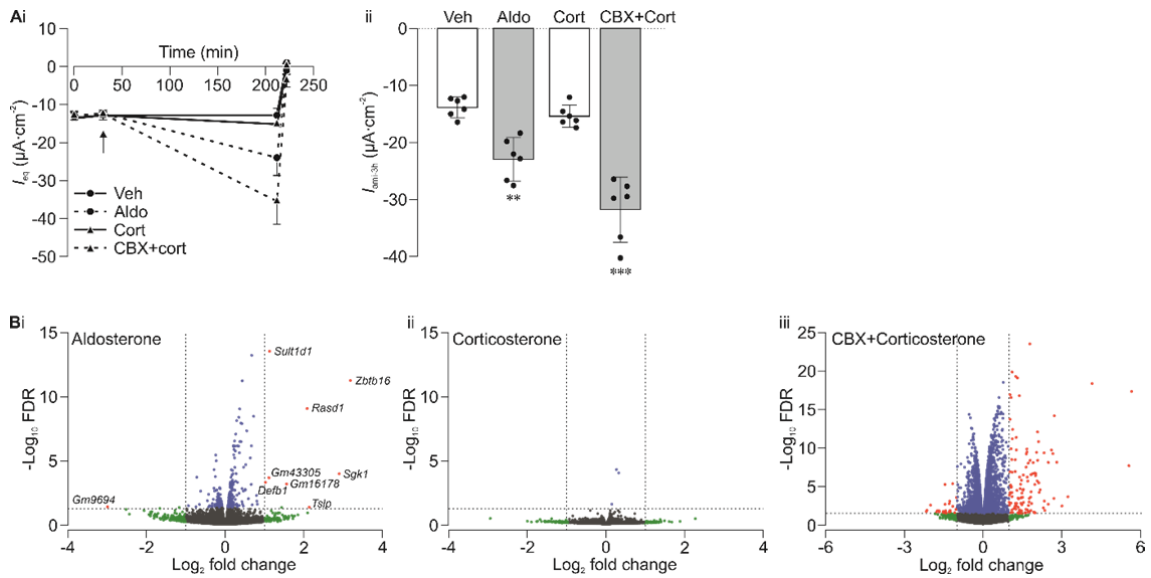 Ai
Time (min)
0 50 100 150 200 250
10
0
-10
-20
-30
-40
-50
Ieq (µA·cm⁻²)
Veh
Aldo
Cort
CBX+cort
ii
Veh Aldo Cort CBX+Cort
0
-10
-20
-30
-40
Iami-3h (µA·cm⁻²)
**
***
Bi
Aldosterone
15
10
5
0
-Log₁₀ FDR
Sult1d1
Zbtb16
Rasd1
Gm43305
Sgk1
Gm16178
Defb1
Tslp
Gm9694
-4 -2 0 2 4
Log₂ fold change
ii
Corticosterone
15
10
5
0
-Log₁₀ FDR
-4 -2 0 2 4
Log₂ fold change
iii
CBX+Corticosterone
25
20
15
10
5
0
-Log₁₀ FDR
-6 -3 0 3 6
Log₂ fold change